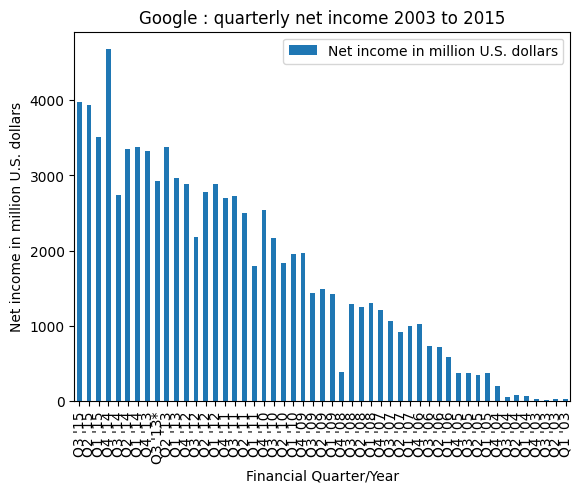 Google : quarterly net income 2003 to 2015
Net income in million U.S. dollars
Net income in million U.S. dollars
4000
3000
2000
1000
0
Q3 '15
Q2 '15
Q1 '15
Q4 '14
Q3 '14
Q2 '14
Q1 '14
Q4 '13
Q3 '13*
Q2 '13
Q1 '13
Q4 '12
Q3 '12
Q2 '12
Q1 '12
Q4 '11
Q3 '11
Q2 '11
Q1 '11
Q4 '10
Q3 '10
Q2 '10
Q1 '10
Q4 '09
Q3 '09
Q2 '09
Q1 '09
Q4 '08
Q3 '08
Q2 '08
Q1 '08
Q4 '07
Q3 '07
Q2 '07
Q1 '07
Q4 '06
Q3 '06
Q2 '06
Q1 '06
Q4 '05
Q3 '05
Q2 '05
Q1 '05
Q4 '04
Q3 '04
Q2 '04
Q1 '04
Q4 '03
Q3 '03
Q2 '03
Q1 '03
Financial Quarter/Year